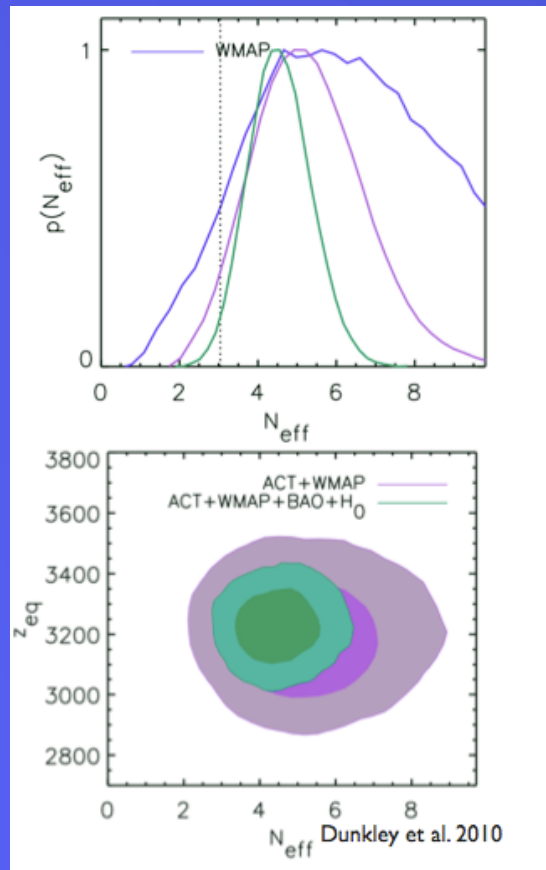 WMAP
p(N_eff)
1
0
0 2 4 6 8
N_eff
ACT+WMAP
ACT+WMAP+BAO+H_0
z_eq
3800
3600
3400
3200
3000
2800
0 2 4 6 8
N_eff
Dunkley et al. 2010